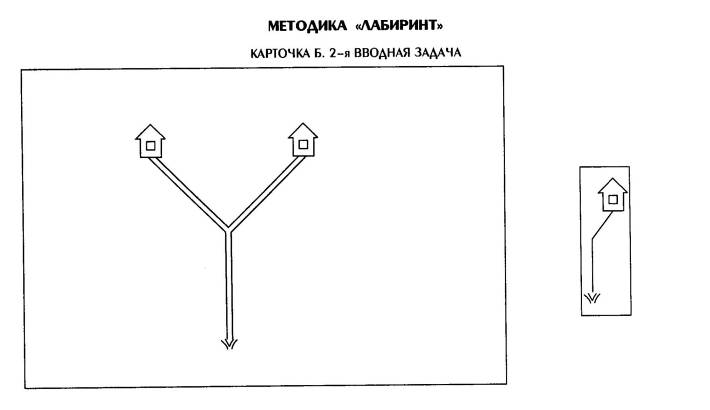 МЕТОДИКА «ЛАБИРИНТ»
КАРТОЧКА Б. 2-я ВВОДНАЯ ЗАДАЧА